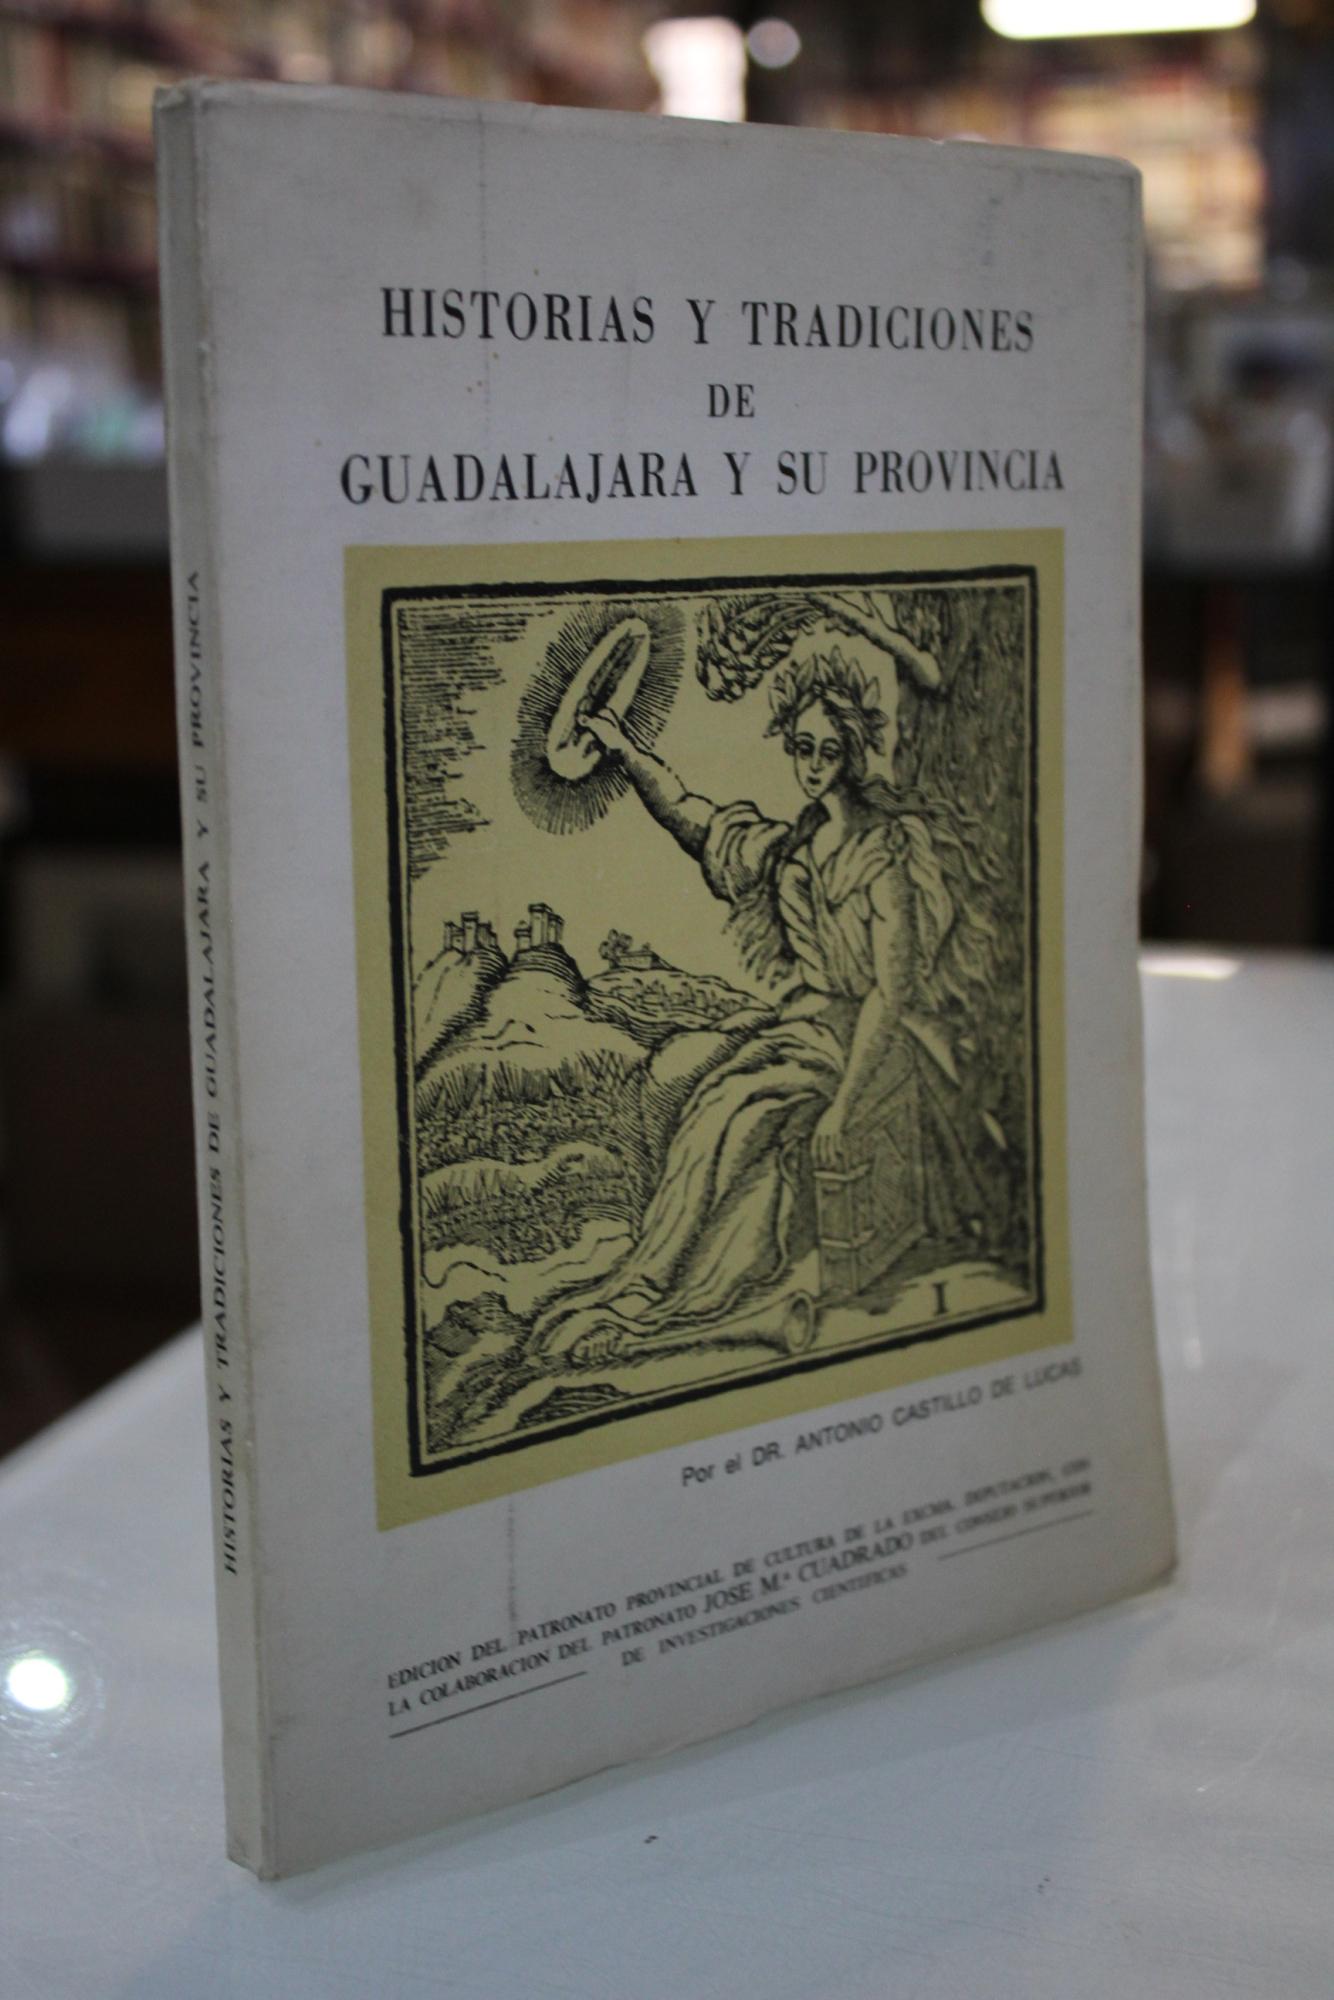 HISTORIAS Y TRADICIONES
DE
GUADALAJARA Y SU PROVINCIA
I
Por el DR. ANTONIO CASTILLO DE LUCAS
EDICION DEL PATRONATO PROVINCIAL DE CULTURA DE LA EXCMA. DIPUTACION, CON
LA COLABORACION DEL PATRONATO JOSE M.ª CUADRADO DEL CONSEJO SUPERIOR
DE INVESTIGACIONES CIENTIFICAS
HISTORIAS Y TRADICIONES DE GUADALAJARA Y SU PROVINCIA